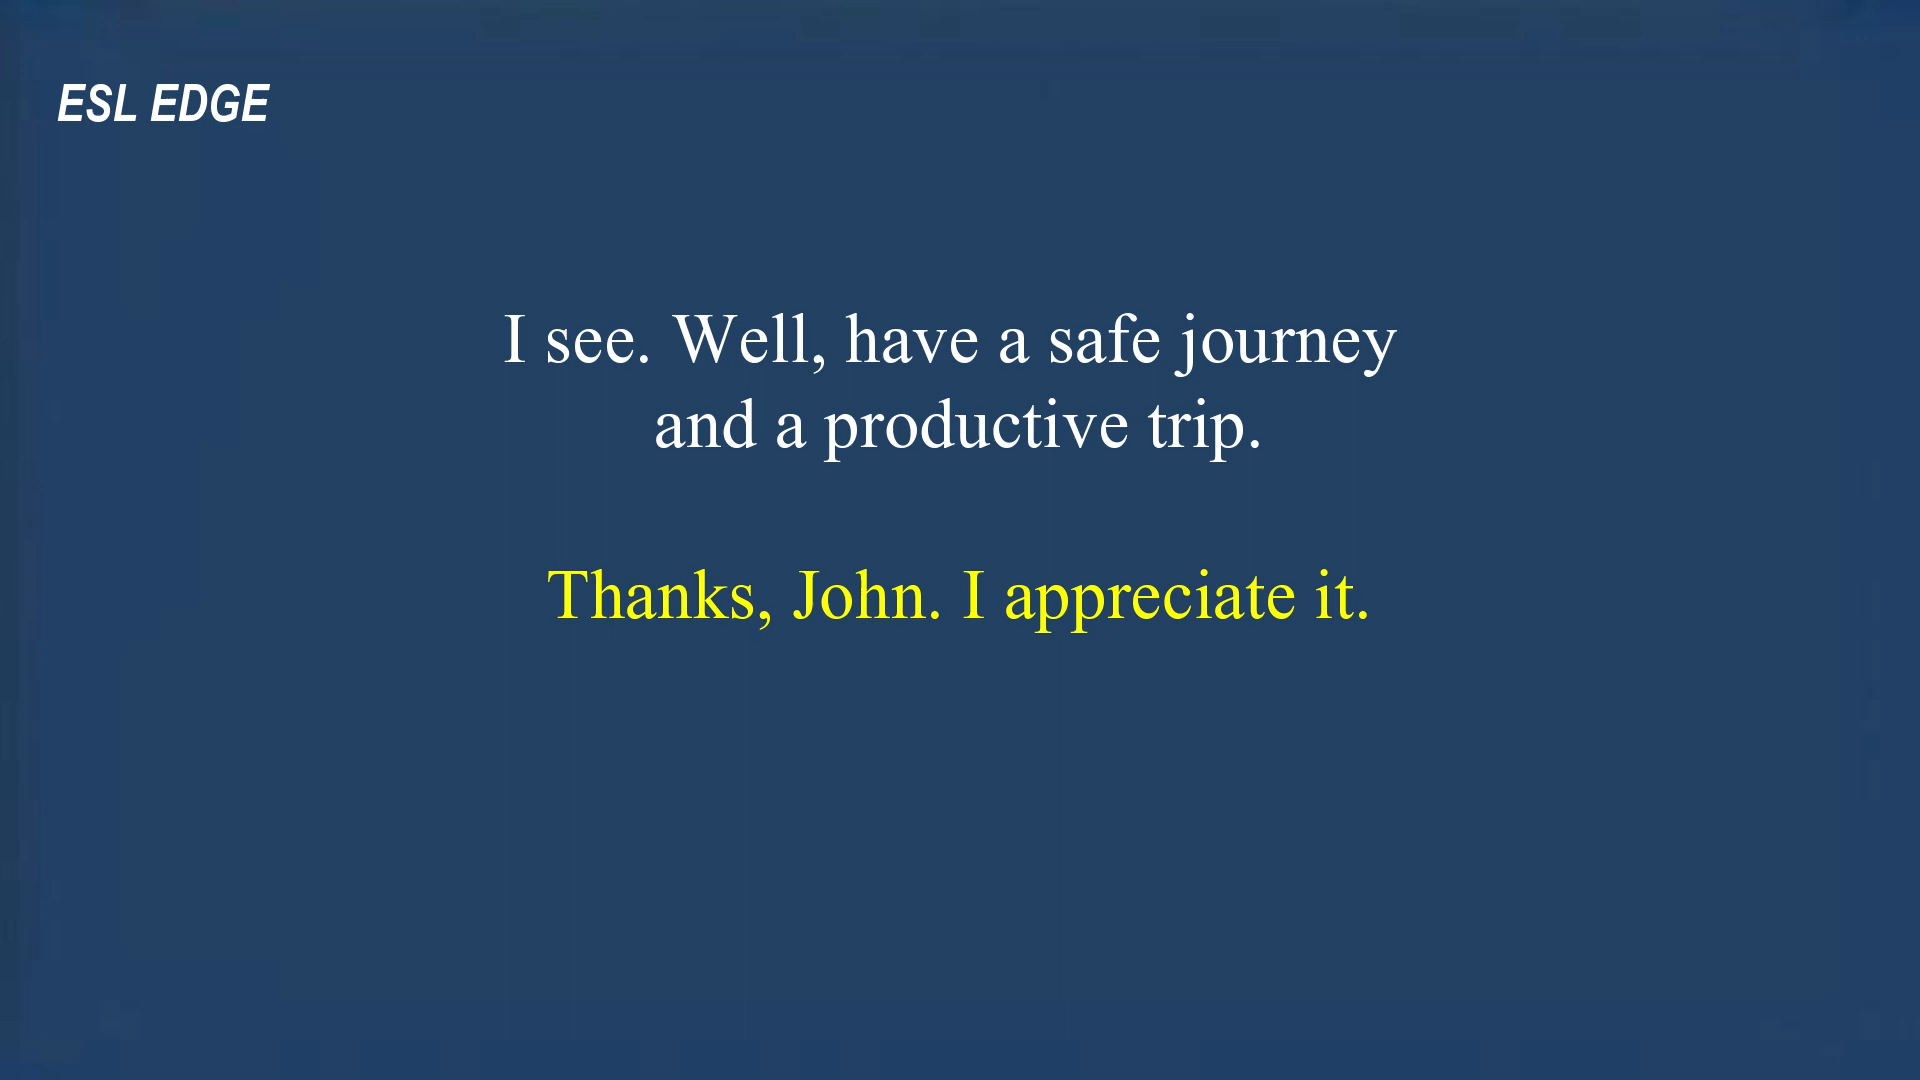 ESL EDGE
I see. Well, have a safe journey
and a productive trip.
Thanks, John. I appreciate it.